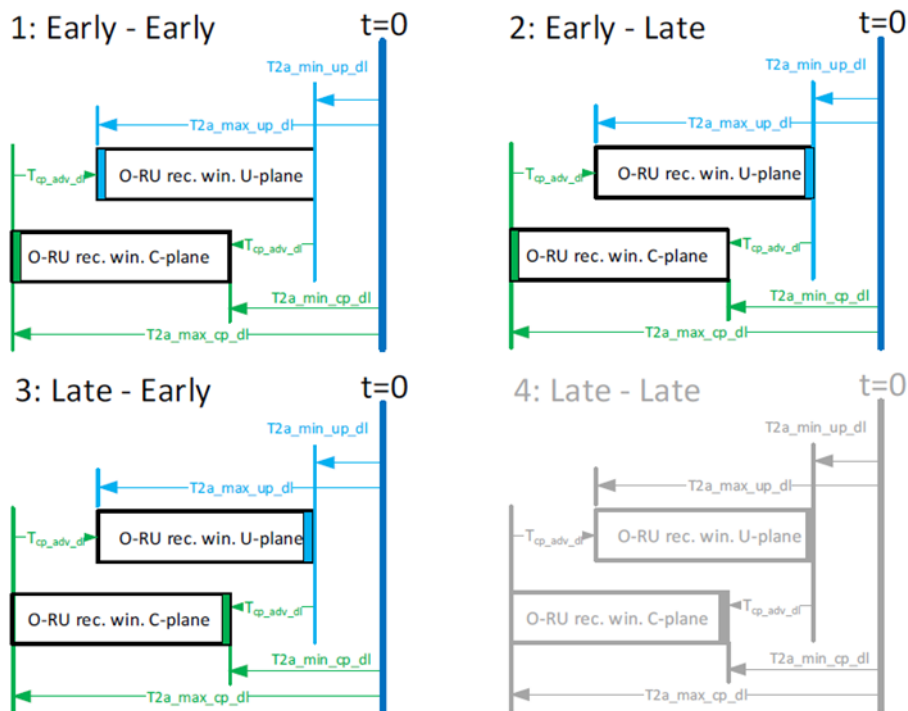 1: Early - Early
t=0
T2a_min_up_dl
T2a_max_up_dl
Tcp_adv_dl
O-RU rec. win. U-plane
O-RU rec. win. C-plane
Tcp_adv_dl
T2a_min_cp_dl
T2a_max_cp_dl
2: Early - Late
t=0
T2a_min_up_dl
T2a_max_up_dl
Tcp_adv_dl
O-RU rec. win. U-plane
O-RU rec. win. C-plane
Tcp_adv_dl
T2a_min_cp_dl
T2a_max_cp_dl
3: Late - Early
t=0
T2a_min_up_dl
T2a_max_up_dl
Tcp_adv_dl
O-RU rec. win. U-plane
O-RU rec. win. C-plane
Tcp_adv_dl
T2a_min_cp_dl
T2a_max_cp_dl
4: Late - Late
t=0
T2a_min_up_dl
T2a_max_up_dl
Tcp_adv_dl
O-RU rec. win. U-plane
O-RU rec. win. C-plane
Tcp_adv_dl
T2a_min_cp_dl
T2a_max_cp_dl